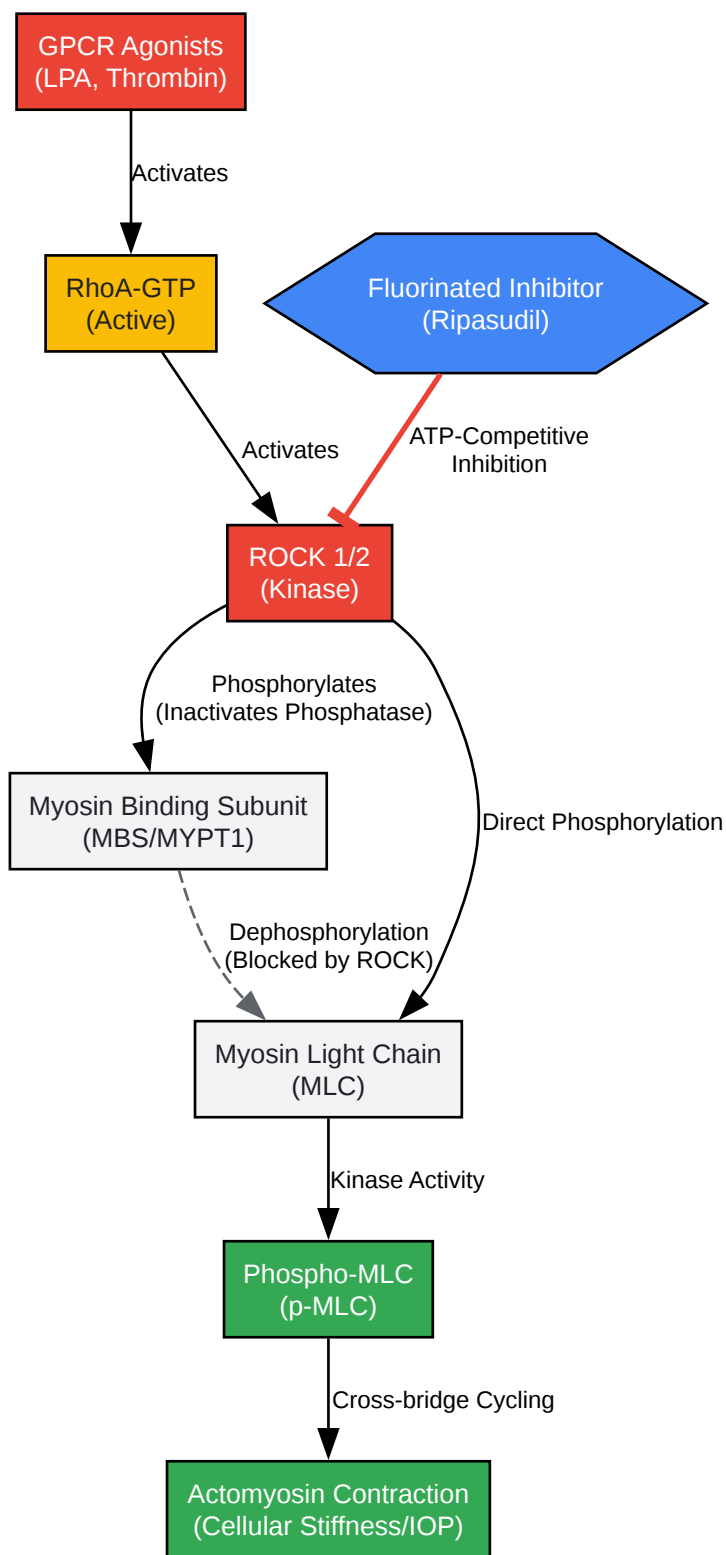 GPCR Agonists
(LPA, Thrombin)
Activates
RhoA-GTP
(Active)
Fluorinated Inhibitor
(Ripasudil)
Activates
ATP-Competitive
Inhibition
ROCK 1/2
(Kinase)
Phosphorylates
(Inactivates Phosphatase)
Myosin Binding Subunit
(MBS/MYPT1)
Direct Phosphorylation
Dephosphorylation
(Blocked by ROCK)
Myosin Light Chain
(MLC)
Kinase Activity
Phospho-MLC
(p-MLC)
Cross-bridge Cycling
Actomyosin Contraction
(Cellular Stiffness/IOP)